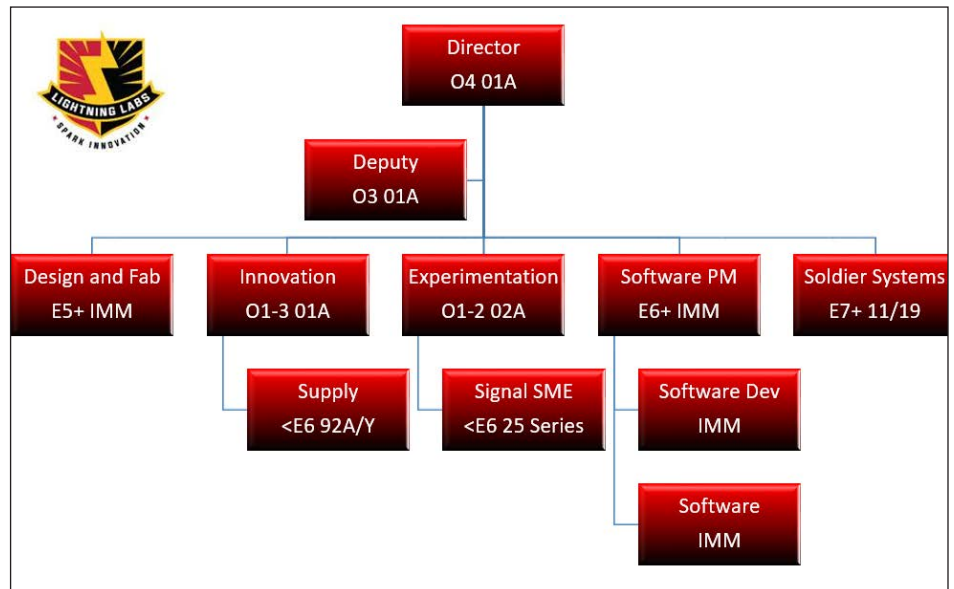 LIGHTNING LABS
SPARK INNOVATION
Director
O4 01A
Deputy
O3 01A
Design and Fab
E5+ IMM
Innovation
O1-3 01A
Experimentation
O1-2 02A
Software PM
E6+ IMM
Soldier Systems
E7+ 11/19
Supply
<E6 92A/Y
Signal SME
<E6 25 Series
Software Dev
IMM
Software
IMM